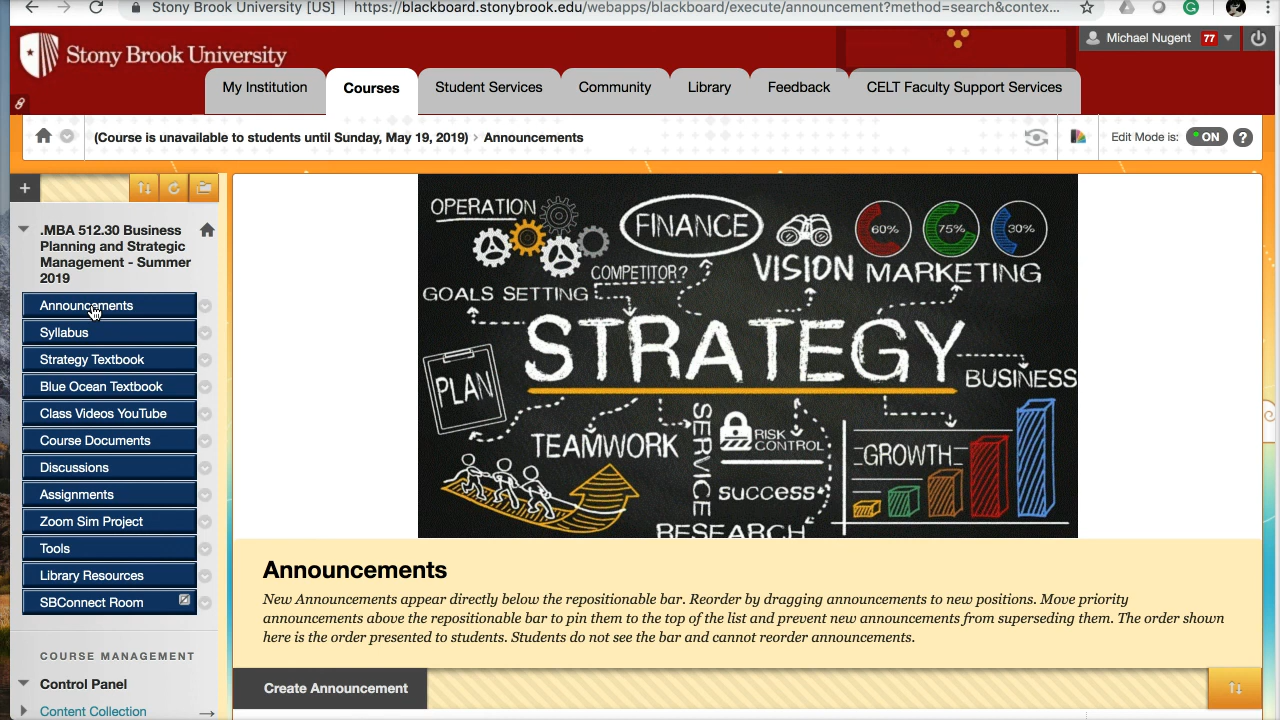 Stony Brook University [US]
https://blackboard.stonybrook.edu/webapps/blackboard/execute/announcement?method=search&contex...
Stony Brook University
Michael Nugent 77
My Institution
Courses
Student Services
Community
Library
Feedback
CELT Faculty Support Services
(Course is unavailable to students until Sunday, May 19, 2019) › Announcements
Edit Mode is: ON ?
.MBA 512.30 Business
Planning and Strategic
Management - Summer
2019
Announcements
Syllabus
Strategy Textbook
Blue Ocean Textbook
Class Videos YouTube
Course Documents
Discussions
Assignments
Zoom Sim Project
Tools
Library Resources
SBConnect Room
COURSE MANAGEMENT
Control Panel
Content Collection
OPERATION
FINANCE
60%
75%
30%
COMPETITOR?
VISION
MARKETING
GOALS SETTING
STRATEGY
PLAN
BUSINESS
TEAMWORK
SERVICE
RISK
CONTROL
GROWTH
success
RESEARCH
Announcements
New Announcements appear directly below the repositionable bar. Reorder by dragging announcements to new positions. Move priority
announcements above the repositionable bar to pin them to the top of the list and prevent new announcements from superseding them. The order shown
here is the order presented to students. Students do not see the bar and cannot reorder announcements.
Create Announcement